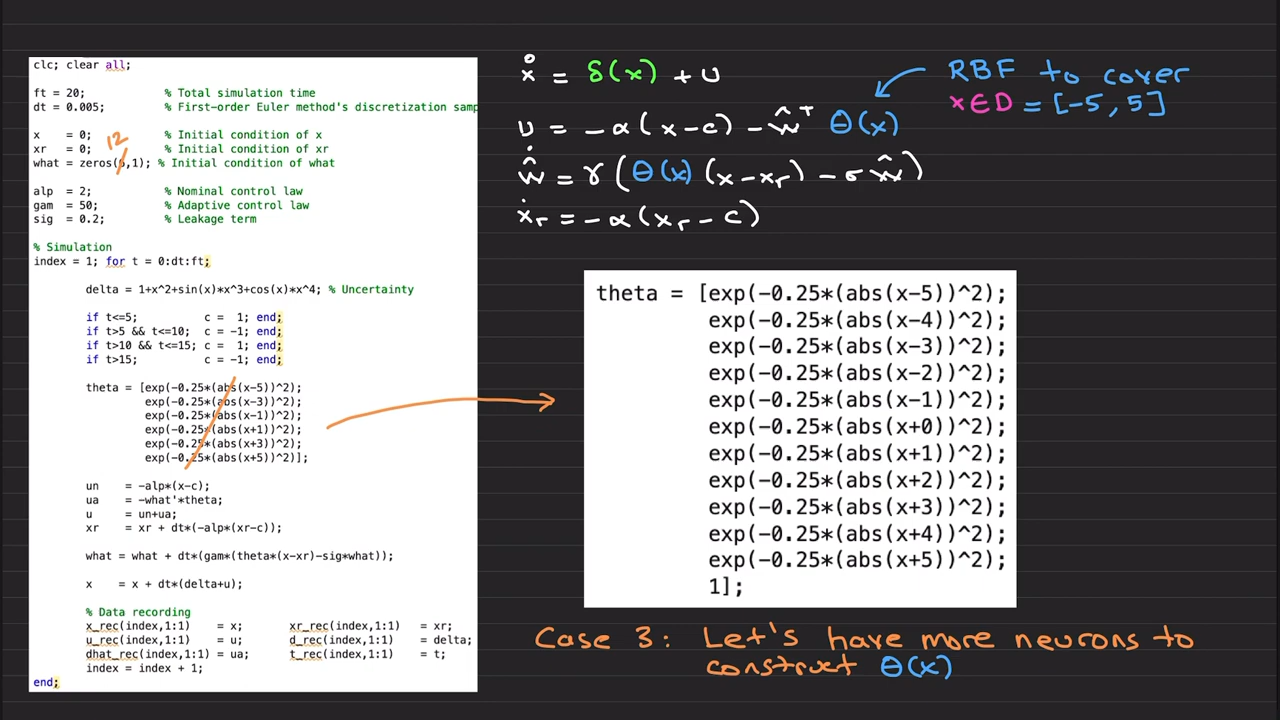 clc; clear all;
ft = 20; % Total simulation time
dt = 0.005; % First-order Euler method's discretization samp
x = 0; % Initial condition of x
12
xr = 0; % Initial condition of xr
what = zeros(6,1); % Initial condition of what
alp = 2; % Nominal control law
gam = 50; % Adaptive control law
sig = 0.2; % Leakage term
% Simulation
index = 1; for t = 0:dt:ft;
delta = 1+x^2+sin(x)*x^3+cos(x)*x^4; % Uncertainty
if t<=5; c = 1; end;
if t>5 && t<=10; c = -1; end;
if t>10 && t<=15; c = 1; end;
if t>15; c = -1; end;
theta = [exp(-0.25*(abs(x-5))^2);
exp(-0.25*(abs(x-3))^2);
exp(-0.25*(abs(x-1))^2);
exp(-0.25*(abs(x+1))^2);
exp(-0.25*(abs(x+3))^2);
exp(-0.25*(abs(x+5))^2)];
un = -alp*(x-c);
ua = -what'*theta;
u = un+ua;
xr = xr + dt*(-alp*(xr-c));
what = what + dt*(gam*(theta*(x-xr)-sig*what));
x = x + dt*(delta+u);
% Data recording
x_rec(index,1:1) = x; xr_rec(index,1:1) = xr;
u_rec(index,1:1) = u; d_rec(index,1:1) = delta;
dhat_rec(index,1:1) = ua; t_rec(index,1:1) = t;
index = index + 1;
end;
ẋ = δ(x) + u
RBF to cover
x∈D = [-5, 5]
u = -α(x-c) - ŵᵀ θ(x)
ŵ̇ = γ(θ(x)(x-xᵣ) - σŵ)
ẋᵣ = -α(xᵣ - c)
theta = [exp(-0.25*(abs(x-5))^2);
exp(-0.25*(abs(x-4))^2);
exp(-0.25*(abs(x-3))^2);
exp(-0.25*(abs(x-2))^2);
exp(-0.25*(abs(x-1))^2);
exp(-0.25*(abs(x+0))^2);
exp(-0.25*(abs(x+1))^2);
exp(-0.25*(abs(x+2))^2);
exp(-0.25*(abs(x+3))^2);
exp(-0.25*(abs(x+4))^2);
exp(-0.25*(abs(x+5))^2);
1];
Case 3: Let's have more neurons to
construct θ(x)